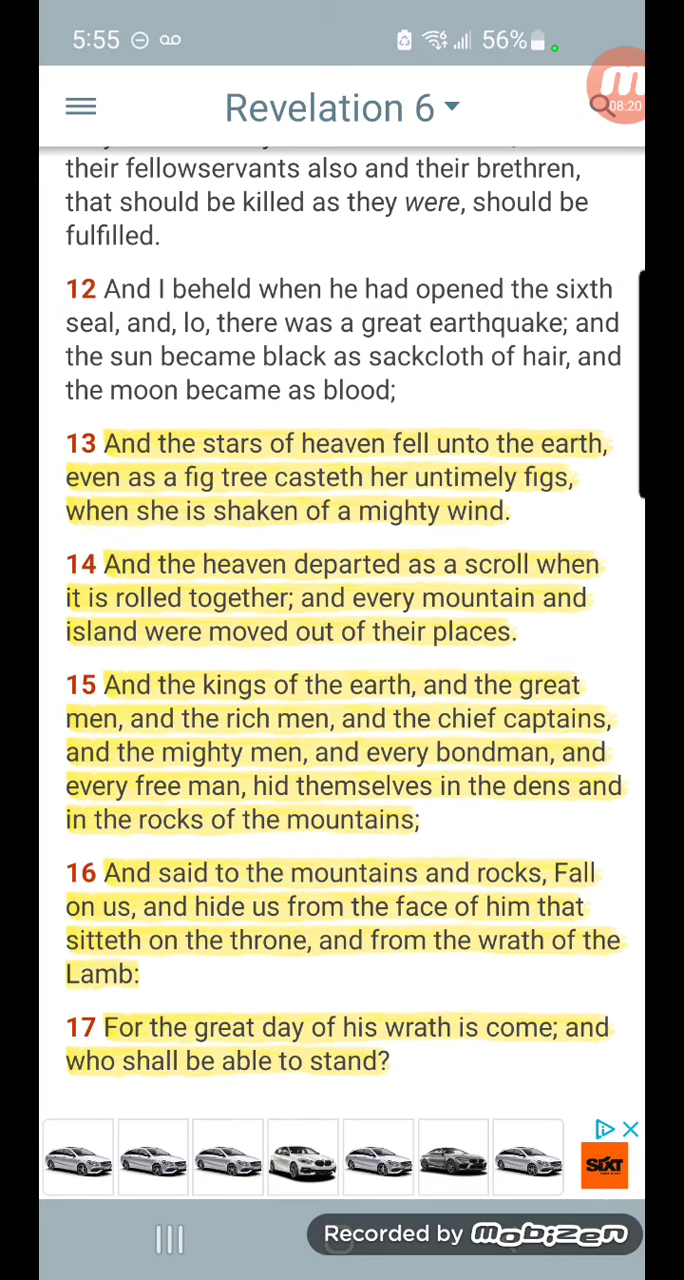 5:55
56%
Revelation 6
08:20
their fellowservants also and their brethren,
that should be killed as they were, should be
fulfilled.
12 And I beheld when he had opened the sixth
seal, and, lo, there was a great earthquake; and
the sun became black as sackcloth of hair, and
the moon became as blood;
13 And the stars of heaven fell unto the earth,
even as a fig tree casteth her untimely figs,
when she is shaken of a mighty wind.
14 And the heaven departed as a scroll when
it is rolled together; and every mountain and
island were moved out of their places.
15 And the kings of the earth, and the great
men, and the rich men, and the chief captains,
and the mighty men, and every bondman, and
every free man, hid themselves in the dens and
in the rocks of the mountains;
16 And said to the mountains and rocks, Fall
on us, and hide us from the face of him that
sitteth on the throne, and from the wrath of the
Lamb:
17 For the great day of his wrath is come; and
who shall be able to stand?
SIXT
Recorded by mobizen